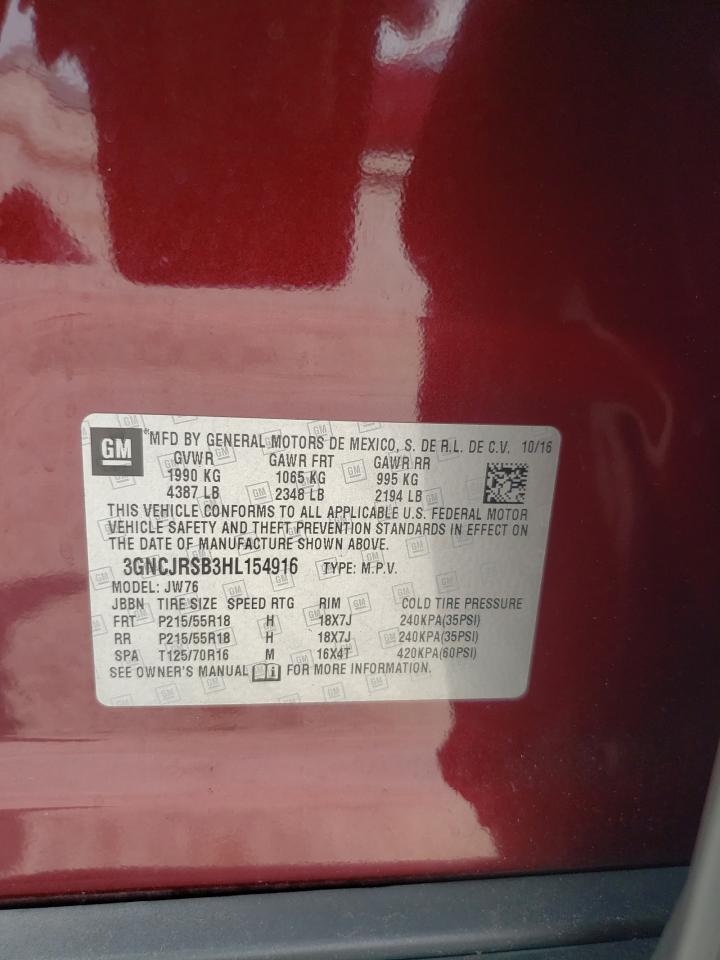 GM
*MFD BY GENERAL MOTORS DE MEXICO, S. DE R.L. DE C.V. 10/16
GVWR GAWR FRT GAWR RR
1990 KG 1065 KG 995 KG
4387 LB 2348 LB 2194 LB
THIS VEHICLE CONFORMS TO ALL APPLICABLE U.S. FEDERAL MOTOR
VEHICLE SAFETY AND THEFT PREVENTION STANDARDS IN EFFECT ON
THE DATE OF MANUFACTURE SHOWN ABOVE.
3GNCJRSB3HL154916 TYPE: M.P.V.
MODEL: JW76
JBBN TIRE SIZE SPEED RTG RIM COLD TIRE PRESSURE
FRT P215/55R18 H 18X7J 240KPA(35PSI)
RR P215/55R18 H 18X7J 240KPA(35PSI)
SPA T125/70R16 M 16X4T 420KPA(60PSI)
SEE OWNER'S MANUAL FOR MORE INFORMATION.